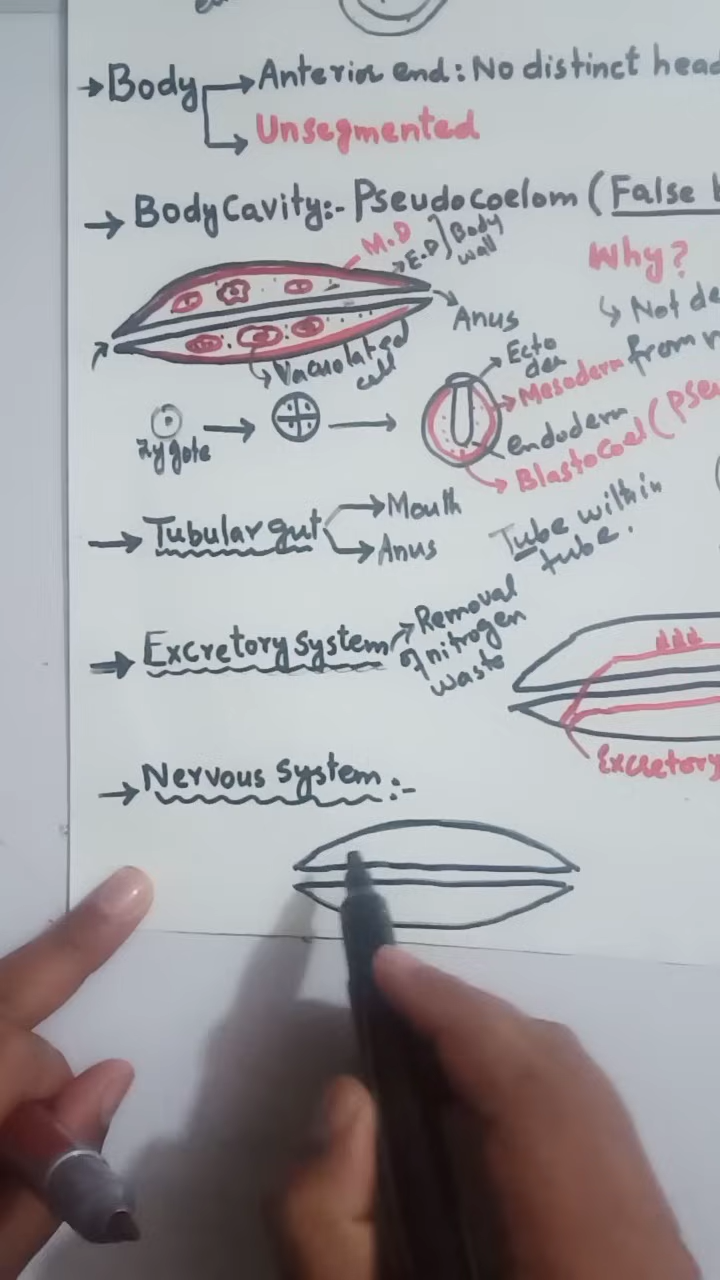 →Body →Anterior end: No distinct head
→Unsegmented
→ Body Cavity:- Pseudocoelom (False
M.D
→E.D] Body wall
Why?
↳ Not de
Anus
→Vacuolated cell
→Ecto den
→Mesoderm from
endoderm
→Blastocoel (pseu
Zygote
→ Tubular gut →Mouth
→Anus
Tube within tube.
→ Excretory system →Removal of nitrogen waste
Excretory
→ Nervous system:-